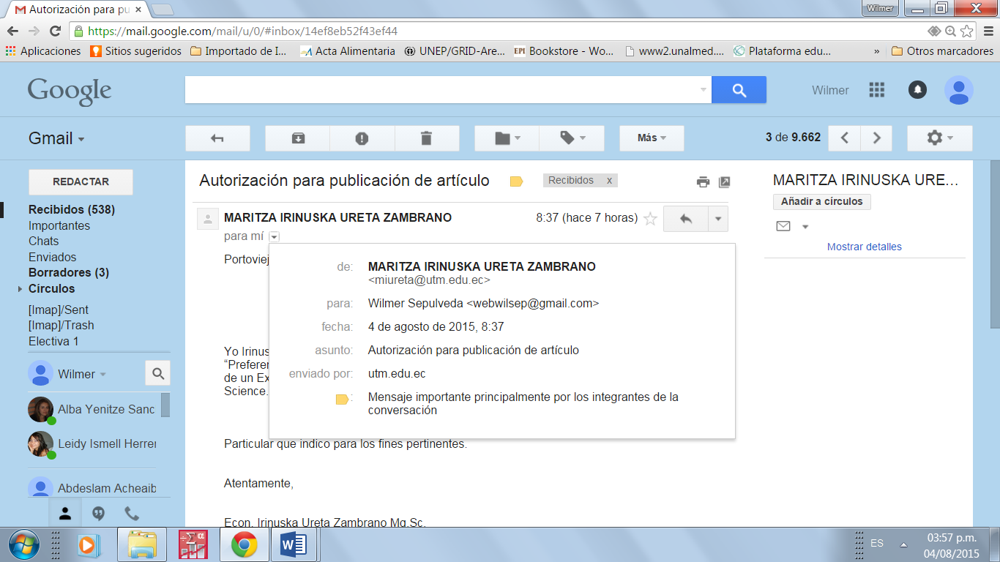 Autorización para pu
Wilmer
https://mail.google.com/mail/u/0/#inbox/14ef8eb52f43ef44
Aplicaciones
Sitios sugeridos
Importado de I...
Acta Alimentaria
UNEP/GRID-Are...
EPI
Bookstore - Wo...
www2.unalmed....
Plataforma edu...
»
Otros marcadores
Google
Wilmer
Gmail
Más
3 de 9.662
REDACTAR
Recibidos (538)
Importantes
Chats
Enviados
Borradores (3)
Círculos
[Imap]/Sent
[Imap]/Trash
Electiva 1
Wilmer
Alba Yenitze Sanc
Leidy Ismell Herrer
Abdeslam Acheaib
Autorización para publicación de artículo
Recibidos x
MARITZA IRINUSKA URETA ZAMBRANO
8:37 (hace 7 horas)
para mí
Portoviej
de: MARITZA IRINUSKA URETA ZAMBRANO
<miureta@utm.edu.ec>
para: Wilmer Sepulveda <webwilsep@gmail.com>
fecha: 4 de agosto de 2015, 8:37
asunto: Autorización para publicación de artículo
enviado por: utm.edu.ec
: Mensaje importante principalmente por los integrantes de la
conversación
Yo Irinus
“Preferen
de un Ex
Science.
Particular que indico para los fines pertinentes.
Atentamente,
Econ. Irinuska Ureta Zambrano Mg.Sc.
MARITZA IRINUSKA URE...
Añadir a círculos
Mostrar detalles
ES
03:57 p.m.
04/08/2015